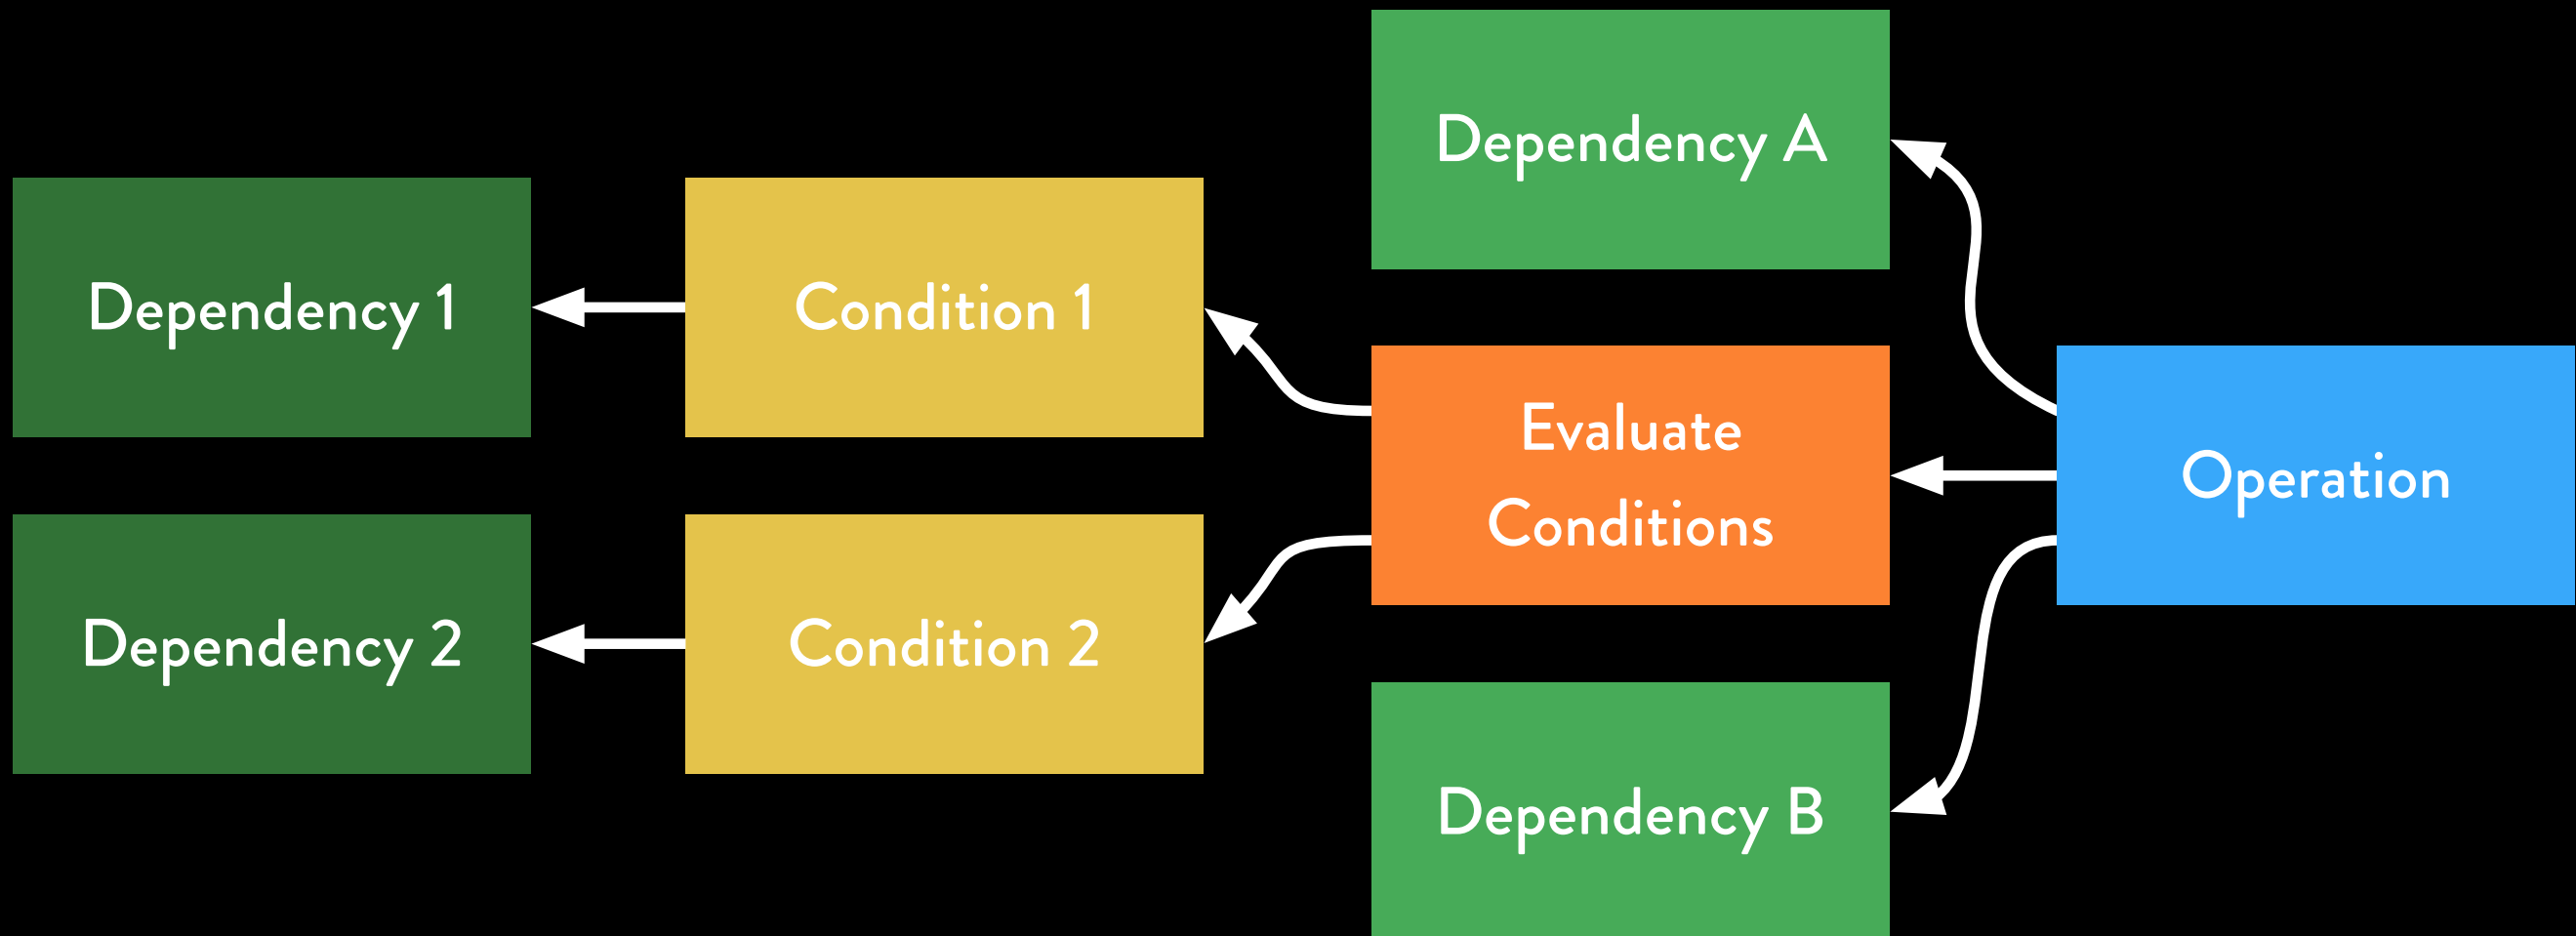 Dependency A
Dependency 1
Condition 1
Evaluate
Conditions
Operation
Dependency 2
Condition 2
Dependency B